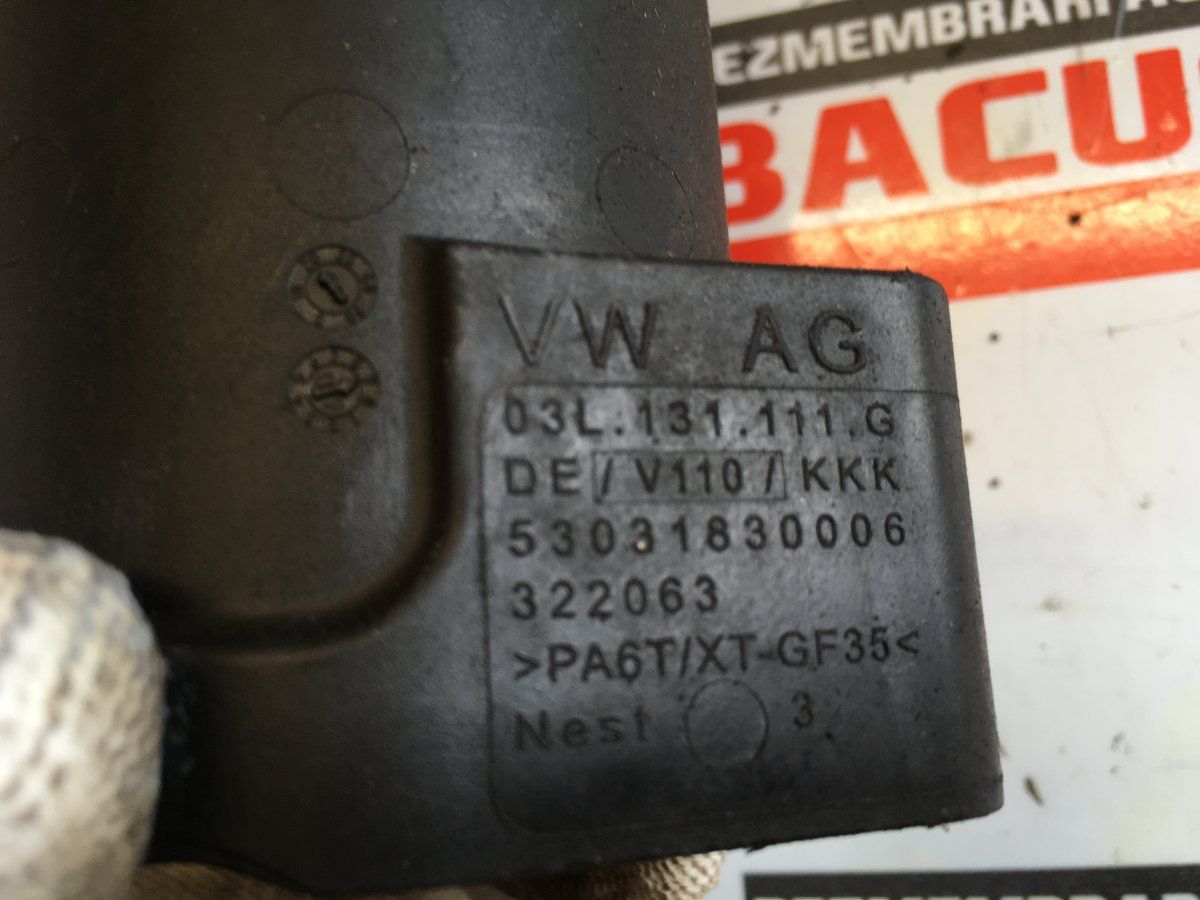 EZMEMBRARI
BACU
VW AG
03L.131.111.G
DE/V110/KKK
53031830006
322063
>PA6T/XT-GF35<
Nest 3